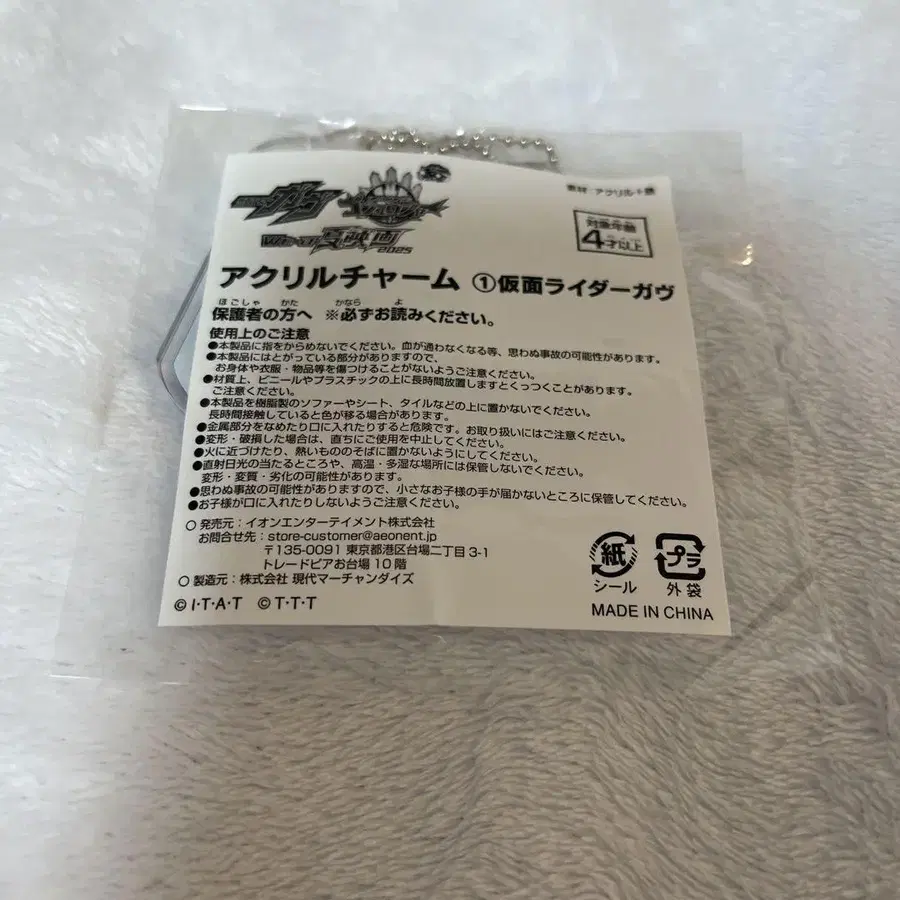 ガヴ
Wヒーロー夏映画
2025
素材:アクリル+鉄
対象年齢
4才以上
アクリルチャーム ①仮面ライダーガヴ
ほごしゃ かた かなら よ
保護者の方へ ※必ずお読みください。
使用上のご注意
●本製品に指をからめないでください。血が通わなくなる等、思わぬ事故の可能性があります。
●本製品にはとがっている部分がありますので、
お身体や衣服・物品等を傷つけることがないようご注意ください。
●材質上、ビニールやプラスチックの上に長時間放置しますとくっつくことがあります。
ご注意ください。
●本製品を樹脂製のソファーやシート、タイルなどの上に置かないでください。
長時間接触していると色が移る場合があります。
●金属部分をなめたり口に入れたりすると危険です。お取り扱いにはご注意ください。
●変形・破損した場合は、直ちにご使用を中止してください。
●火に近づけたり、熱いもののそばに置かないようにしてください。
●直射日光の当たるところや、高温・多湿な場所には保管しないでください。
変形・変質・劣化の可能性があります。
●思わぬ事故の可能性がありますので、小さなお子様の手が届かないところに保管してください。
●お子様が口に入れたりしないようご注意ください。
○ 発売元:イオンエンターテイメント株式会社
お問合せ先:store-customer@aeonent.jp
〒135-0091 東京都港区台場二丁目3-1
トレードピアお台場10階
○ 製造元:株式会社 現代マーチャンダイズ
©I・T・A・T ©T・T・T
紙
シール
プラ
外袋
MADE IN CHINA